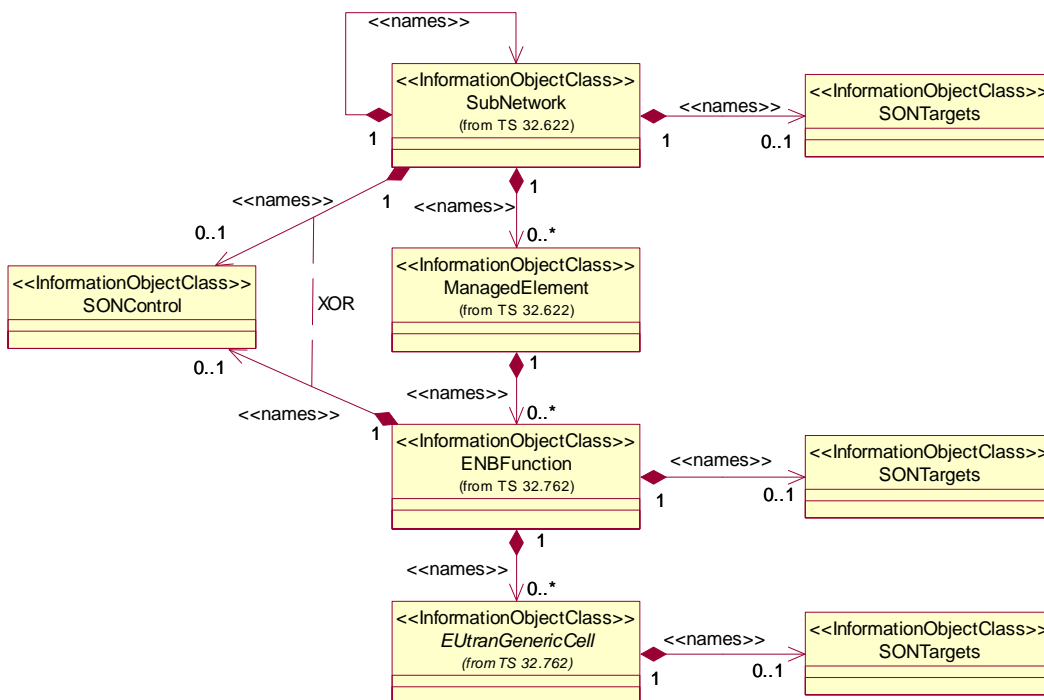 <<names>>
<<InformationObjectClass>>
SubNetwork
(from TS 32.622)
1
1
<<names>>
0..1
<<InformationObjectClass>>
SONTargets
1
<<names>>
0..1
1
<<names>>
0..*
<<InformationObjectClass>>
SONControl
XOR
<<InformationObjectClass>>
ManagedElement
(from TS 32.622)
0..1
<<names>>
1
1
<<names>>
0..*
<<InformationObjectClass>>
ENBFunction
(from TS 32.762)
1
<<names>>
0..1
<<InformationObjectClass>>
SONTargets
1
<<names>>
0..*
<<InformationObjectClass>>
EUtranGenericCell
(from TS 32.762)
1
<<names>>
0..1
<<InformationObjectClass>>
SONTargets